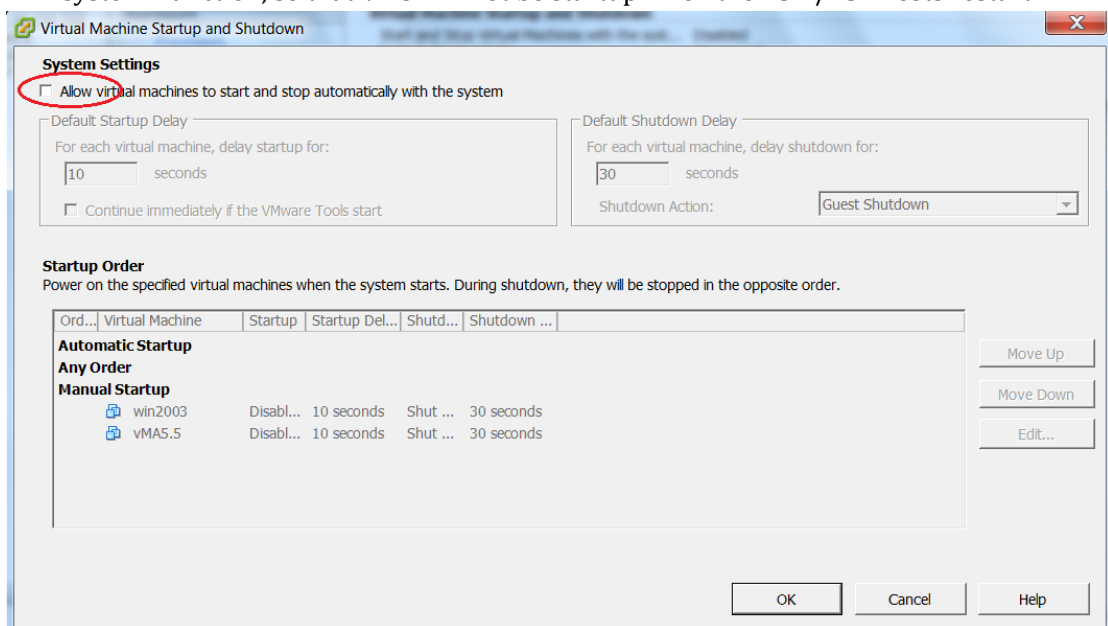 Virtual Machine Startup and Shutdown
System Settings
Allow virtual machines to start and stop automatically with the system
Default Startup Delay
For each virtual machine, delay startup for:
10 seconds
Continue immediately if the VMware Tools start
Default Shutdown Delay
For each virtual machine, delay shutdown for:
30 seconds
Shutdown Action: Guest Shutdown
Startup Order
Power on the specified virtual machines when the system starts. During shutdown, they will be stopped in the opposite order.
Ord... Virtual Machine Startup Startup Del... Shutd... Shutdown ...
Automatic Startup
Any Order
Manual Startup
win2003 Disabl... 10 seconds Shut ... 30 seconds
vMA5.5 Disabl... 10 seconds Shut ... 30 seconds
Move Up
Move Down
Edit...
OK Cancel Help